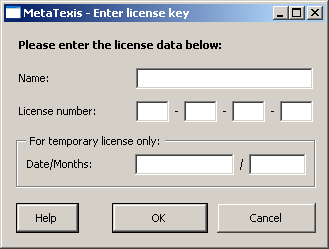 MetaTexis - Enter license key
Please enter the license data below:
Name:
License number: - - -
For temporary license only:
Date/Months: /
Help OK Cancel